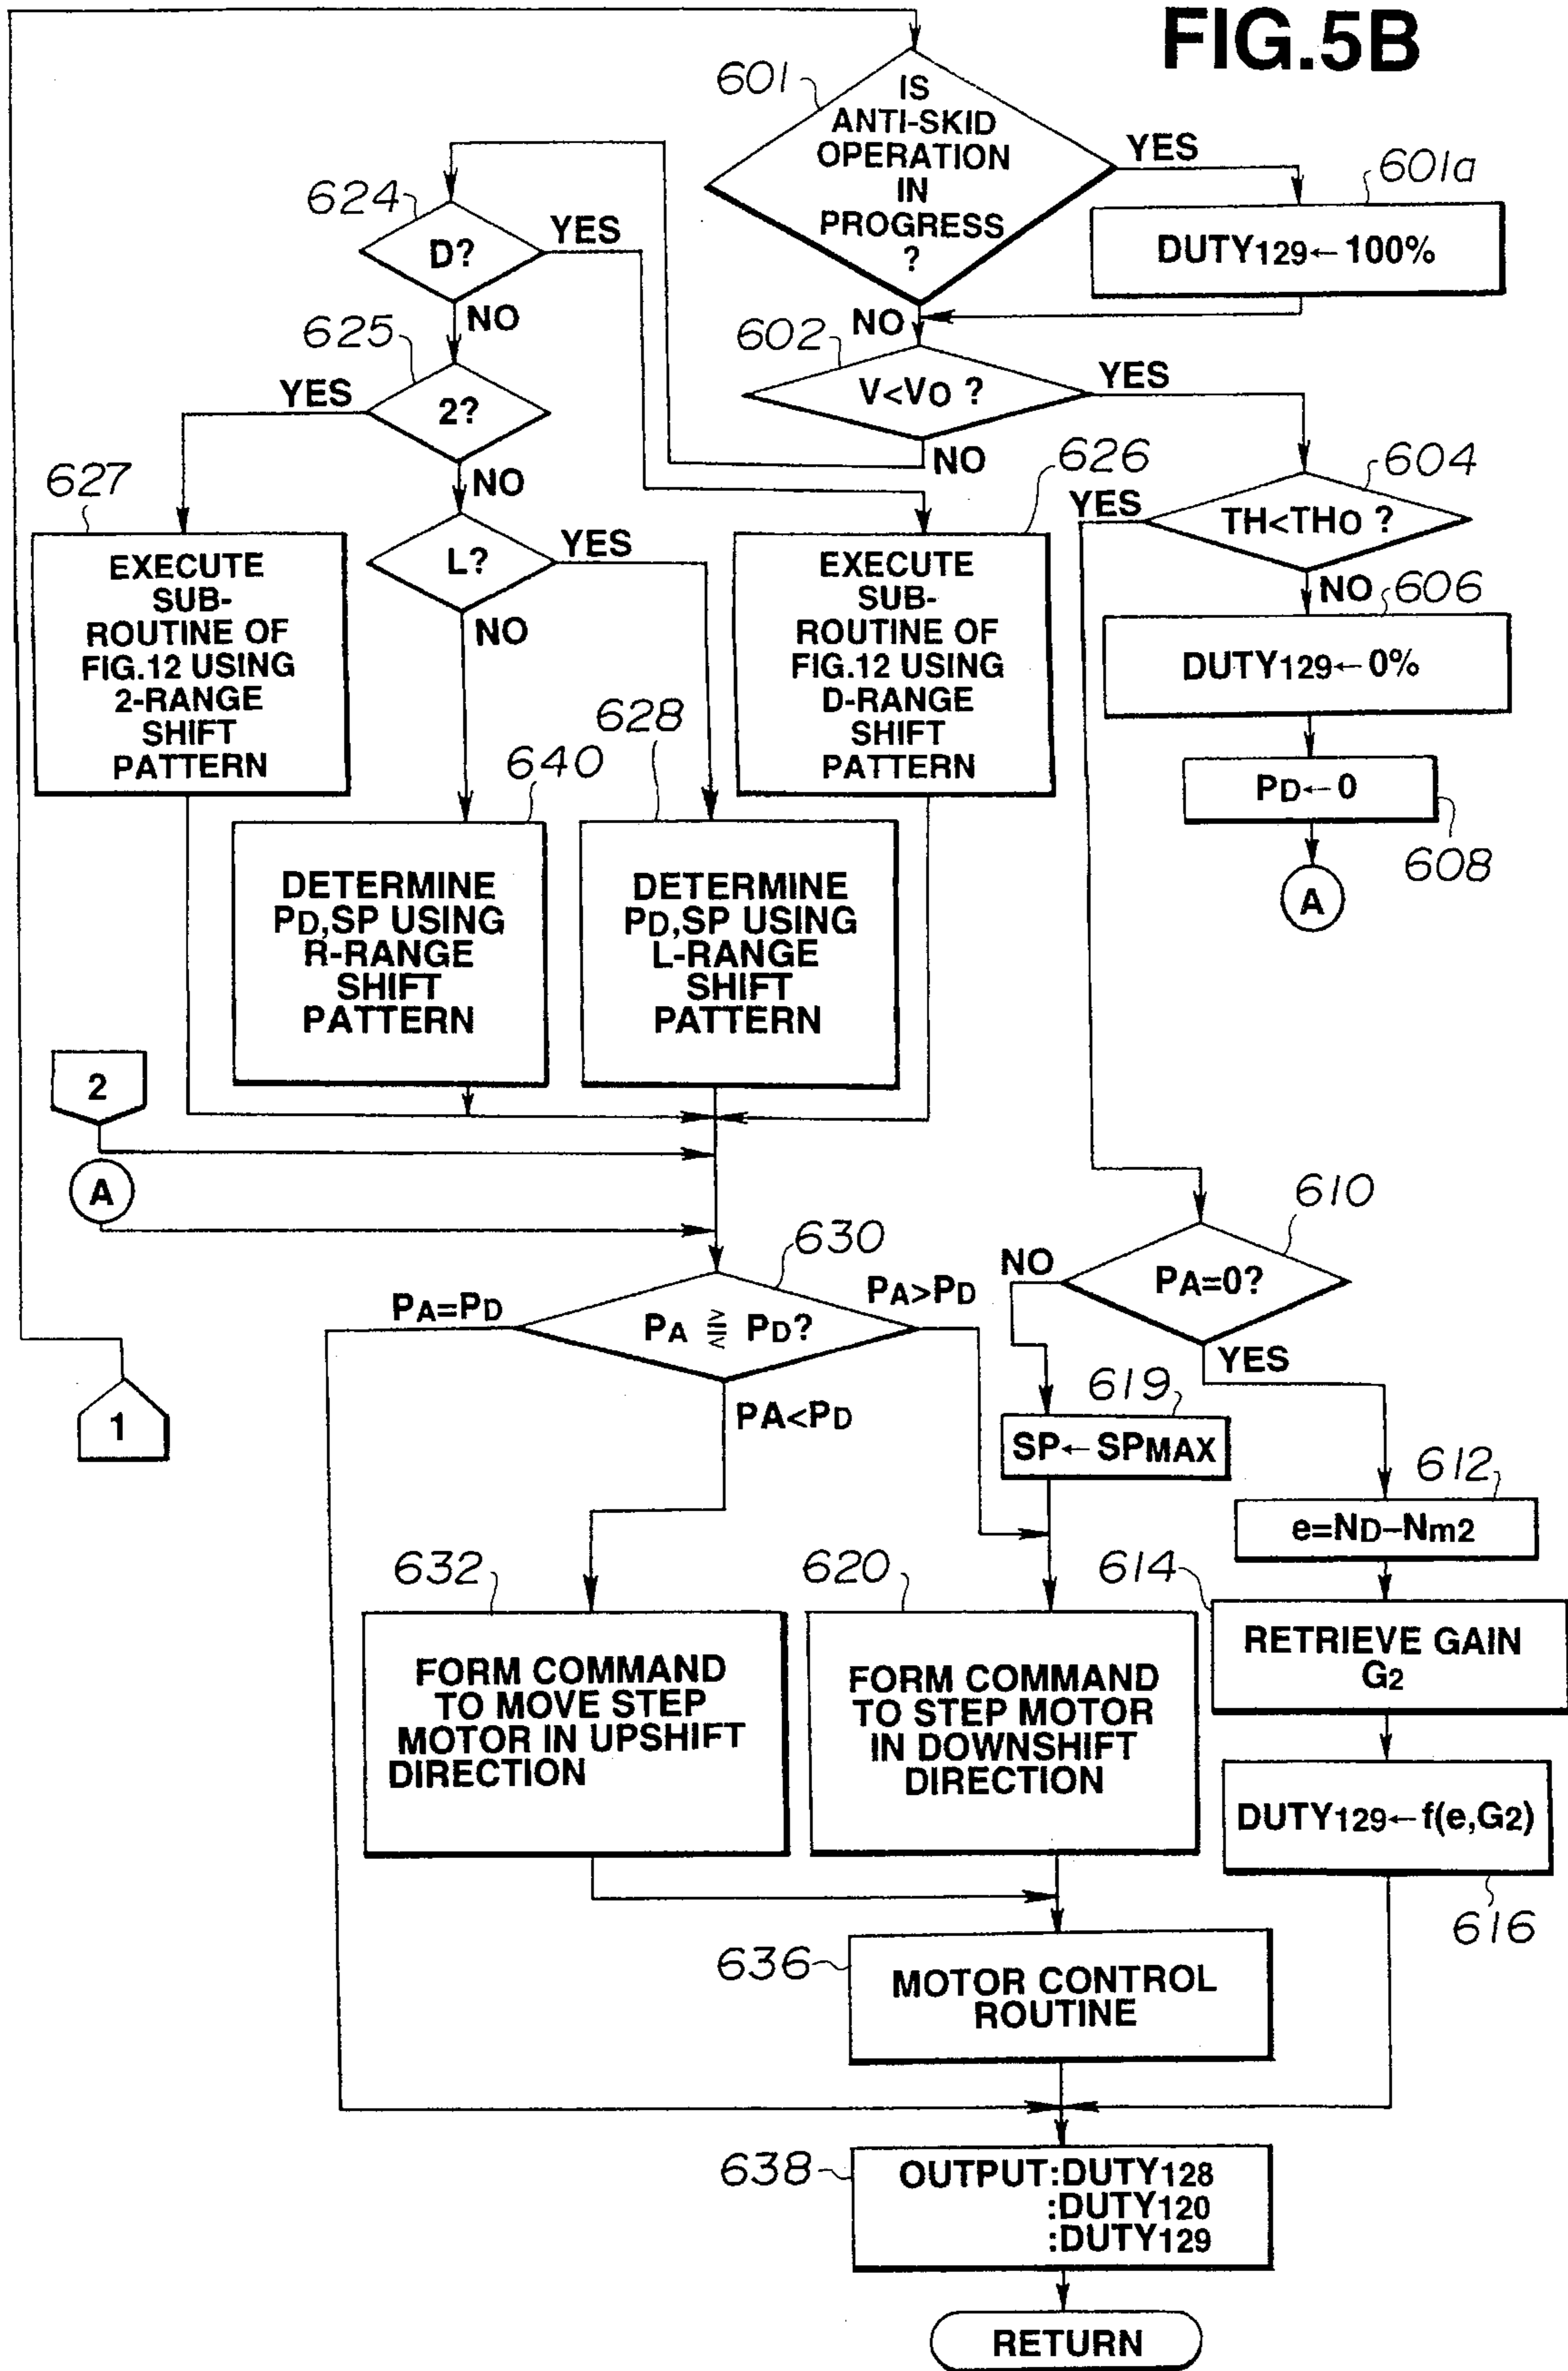 FIG.5B
601
IS
ANTI-SKID
OPERATION
IN
PROGRESS
?
YES
601a
DUTY129←100%
NO
624
D?
YES
NO
602
V<VO ?
YES
NO
625
YES
2?
NO
627
EXECUTE
SUB-
ROUTINE OF
FIG.12 USING
2-RANGE
SHIFT
PATTERN
L?
YES
NO
626
EXECUTE
SUB-
ROUTINE OF
FIG.12 USING
D-RANGE
SHIFT
PATTERN
604
YES
TH<THO ?
NO
606
DUTY129←0%
PD←0
608
A
640
DETERMINE
PD,SP USING
R-RANGE
SHIFT
PATTERN
628
DETERMINE
PD,SP USING
L-RANGE
SHIFT
PATTERN
2
A
1
630
PA=PD
PA ⪌ PD?
PA>PD
PA<PD
610
NO
PA=0?
YES
619
SP←SPMAX
612
e=ND–Nm2
614
RETRIEVE GAIN
G2
DUTY129←f(e,G2)
616
632
FORM COMMAND
TO MOVE STEP
MOTOR IN UPSHIFT
DIRECTION
620
FORM COMMAND
TO STEP MOTOR
IN DOWNSHIFT
DIRECTION
636
MOTOR CONTROL
ROUTINE
638
OUTPUT:DUTY128
:DUTY120
:DUTY129
RETURN